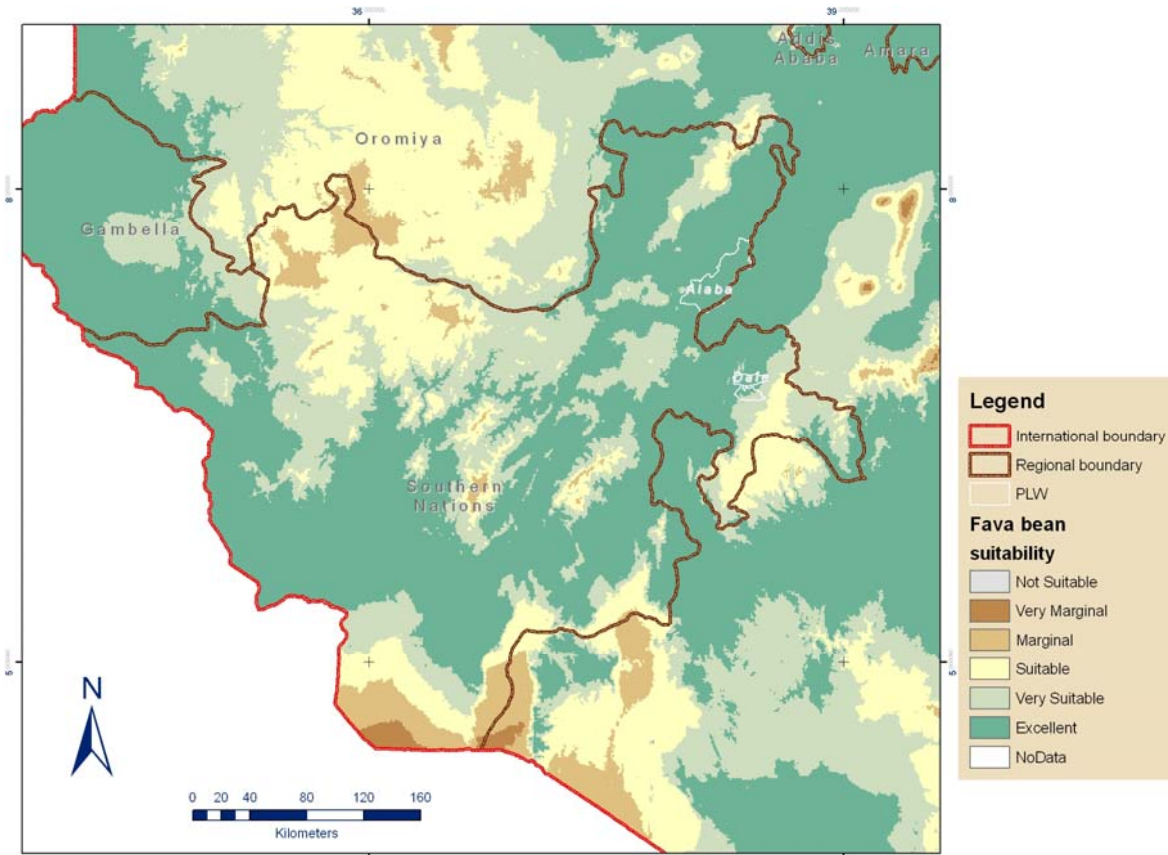 36
39
Addis
Ababa
Amara
Oromiya
8
8
Gambella
Alaba
Dale
Southern
Nations
5
5
N
0 20 40 80 120 160
Kilometers
Legend
International boundary
Regional boundary
PLW
Fava bean
suitability
Not Suitable
Very Marginal
Marginal
Suitable
Very Suitable
Excellent
NoData